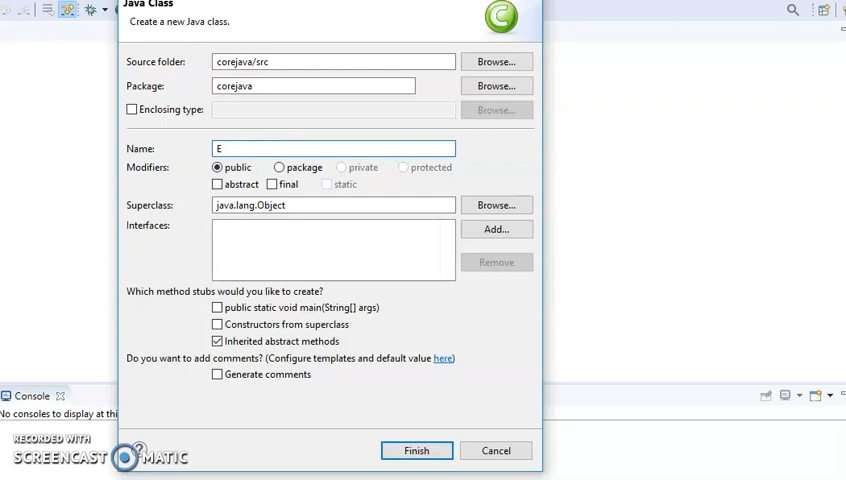 Java Class
Create a new Java class.
Source folder: corejava/src Browse...
Package: corejava Browse...
Enclosing type: Browse...
Name: E
Modifiers: public package private protected
abstract final static
Superclass: java.lang.Object Browse...
Interfaces: Add...
Remove
Which method stubs would you like to create?
public static void main(String[] args)
Constructors from superclass
Inherited abstract methods
Do you want to add comments? (Configure templates and default value here)
Generate comments
Console
No consoles to display at this
Finish Cancel
RECORDED WITH
SCREENCAST MATIC